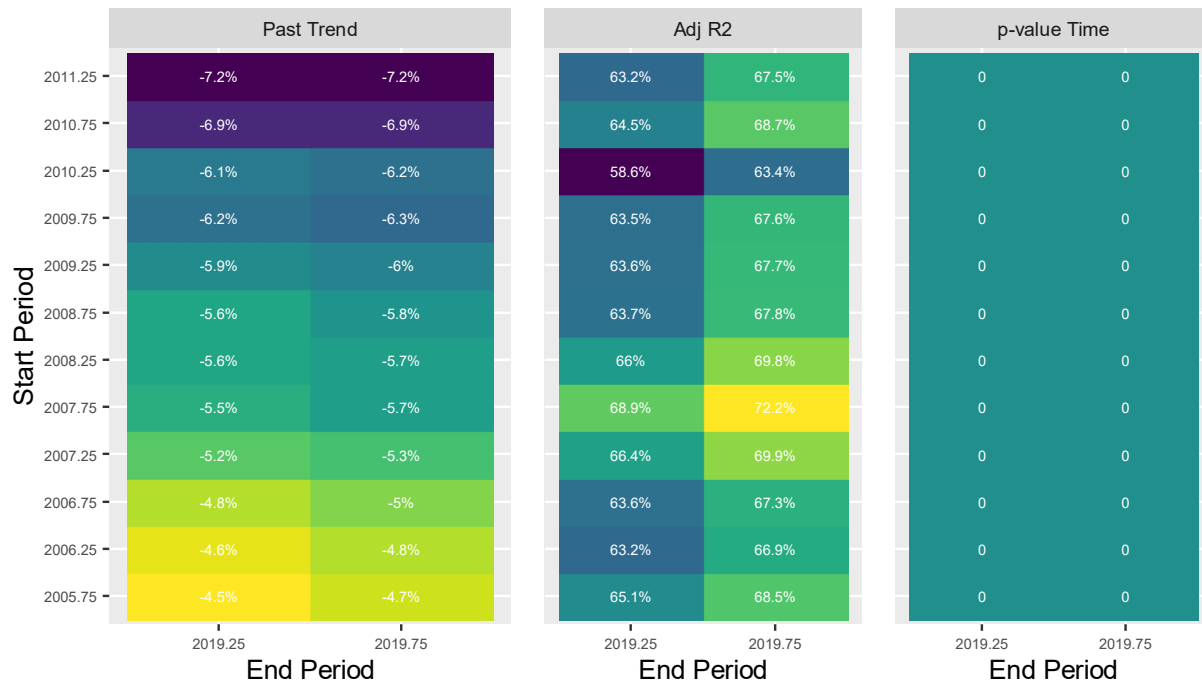 Past Trend Adj R2 p-value Time
2011.25 -7.2% -7.2% 63.2% 67.5% 0 0
2010.75 -6.9% -6.9% 64.5% 68.7% 0 0
2010.25 -6.1% -6.2% 58.6% 63.4% 0 0
2009.75 -6.2% -6.3% 63.5% 67.6% 0 0
2009.25 -5.9% -6% 63.6% 67.7% 0 0
2008.75 -5.6% -5.8% 63.7% 67.8% 0 0
2008.25 -5.6% -5.7% 66% 69.8% 0 0
2007.75 -5.5% -5.7% 68.9% 72.2% 0 0
2007.25 -5.2% -5.3% 66.4% 69.9% 0 0
2006.75 -4.8% -5% 63.6% 67.3% 0 0
2006.25 -4.6% -4.8% 63.2% 66.9% 0 0
2005.75 -4.5% -4.7% 65.1% 68.5% 0 0
Start Period
2019.25 2019.75 2019.25 2019.75 2019.25 2019.75
End Period End Period End Period